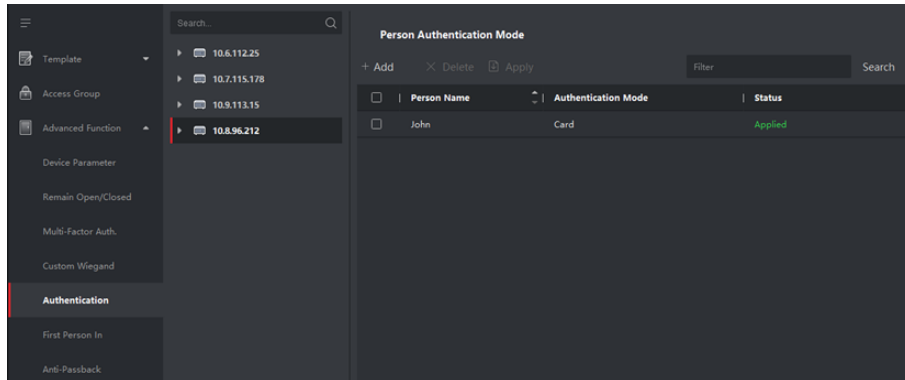 Template
Access Group
Advanced Function
Device Parameter
Remain Open/Closed
Multi-Factor Auth.
Custom Wiegand
Authentication
First Person In
Anti-Passback
Search...
10.6.112.25
10.7.115.178
10.9.113.15
10.8.96.212
Person Authentication Mode
+ Add × Delete Apply Filter Search
Person Name | Authentication Mode | Status
John Card Applied